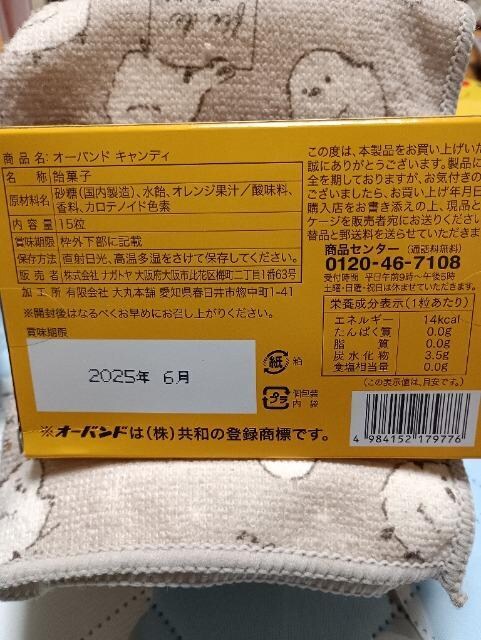 商品名:オーバンド キャンディ
名称 飴菓子
原材料名 砂糖(国内製造)、水飴、オレンジ果汁/酸味料、
香料、カロテノイド色素
内容量 15粒
賞味期限 枠外下部に記載
保存方法 直射日光、高温多湿をさけて保存してください。
販売者 株式会社 ナガトヤ 大阪府大阪市此花区梅町二丁目1番63号
加工所 有限会社 大丸本舗 愛知県春日井市惣中町1-41
※開封後はなるべくお早めにお召し上がりください。
賞味期限
2025年 6月
紙 箱
プラ 個包装
内 袋
※オーバンドは(株)共和の登録商標です。
この度は、本製品をお買い上げいた
誠にありがとうございます。製品に
全を期しておりますが、お気付きの
ございましたら、お買い上げ年月日
購入店をお書き添えの上、現品と
ケージを販売者宛にお送りください
替品と郵送料を送らせていただきま
商品センター (通話料無料)
0120-46-7108
受付時間 平日午前9時~午後5時
土曜・日曜・祝日は休ませていただきます。
栄養成分表示(1粒あたり)
エネルギー 14kcal
たんぱく質 0.0g
脂質 0.0g
炭水化物 3.5g
食塩相当量 0.0g
(この表示値は、目安です。)
4 984152 179776